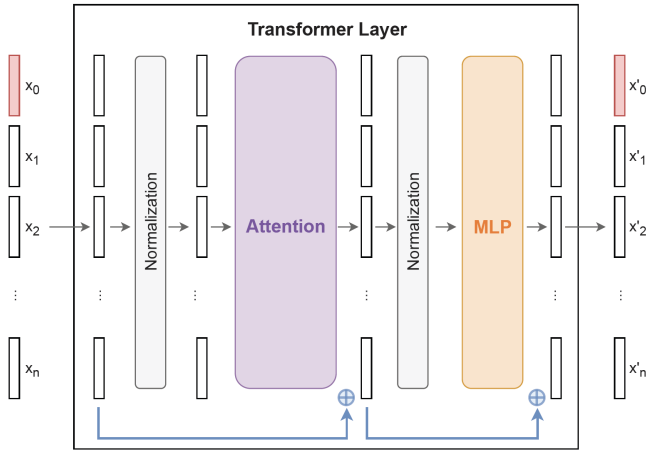 Transformer Layer
x0
x1
x2
...
xn
Normalization
...
...
Attention
...
Normalization
MLP
...
x'0
x'1
x'2
...
x'n